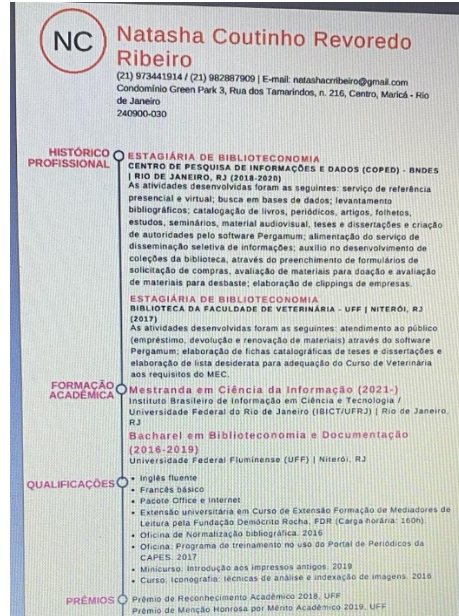 NC
Natasha Coutinho Revoredo
Ribeiro
(21) 973441914 / (21) 982887909 | E-mail: natashacrribeiro@gmail.com
Condomínio Green Park 3, Rua dos Tamarindos, n. 216, Centro, Maricá - Rio
de Janeiro
240900-030
HISTÓRICO
PROFISSIONAL
ESTAGIÁRIA DE BIBLIOTECONOMIA
CENTRO DE PESQUISA DE INFORMAÇÕES E DADOS (COPED) - BNDES
| RIO DE JANEIRO, RJ (2018-2020)
As atividades desenvolvidas foram as seguintes: serviço de referência
presencial e virtual; busca em bases de dados; levantamento
bibliográficos; catalogação de livros, periódicos, artigos, folhetos,
estudos, seminários, material audiovisual, teses e dissertações e criação
de autoridades pelo software Pergamum; alimentação do serviço de
disseminação seletiva de informações; auxílio no desenvolvimento de
coleções da biblioteca, através do preenchimento de formulários de
solicitação de compras, avaliação de materiais para doação e avaliação
de materiais para desbaste; elaboração de clippings de empresas.
ESTAGIÁRIA DE BIBLIOTECONOMIA
BIBLIOTECA DA FACULDADE DE VETERINÁRIA - UFF | NITERÓI, RJ
(2017)
As atividades desenvolvidas foram as seguintes: atendimento ao público
(empréstimo, devolução e renovação de materiais) através do software
Pergamum; elaboração de fichas catalográficas de teses e dissertações e
elaboração de lista desiderata para adequação do Curso de Veterinária
aos requisitos do MEC.
FORMAÇÃO
ACADÊMICA
Mestranda em Ciência da Informação (2021-)
Instituto Brasileiro de Informação em Ciência e Tecnologia /
Universidade Federal do Rio de Janeiro (IBICT/UFRJ) | Rio de Janeiro,
RJ
Bacharel em Biblioteconomia e Documentação
(2016-2019)
Universidade Federal Fluminense (UFF) | Niterói, RJ
QUALIFICAÇÕES
• Inglês fluente
• Francês básico
• Pacote Office e Internet
• Extensão universitária em Curso de Extensão Formação de Mediadores de
Leitura pela Fundação Demócrito Rocha, FDR (Carga horária: 160h)
• Oficina de Normalização bibliográfica. 2016
• Oficina: Programa de treinamento no uso do Portal de Periódicos da
CAPES. 2017
• Minicurso: Introdução aos impressos antigos. 2019
• Curso: Iconografia: técnicas de análise e indexação de imagens. 2016
PRÊMIOS
Prêmio de Reconhecimento Acadêmico 2018, UFF
Prêmio de Menção Honrosa por Mérito Acadêmico 2019, UFF